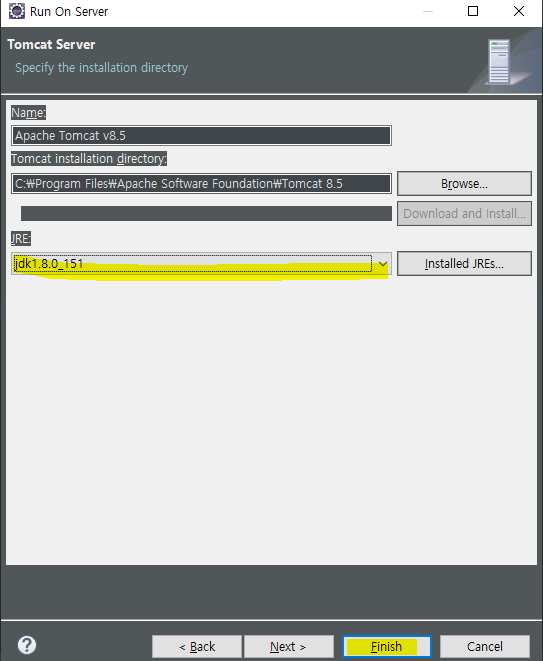 Run On Server
Tomcat Server
Specify the installation directory
Name:
Apache Tomcat v8.5
Tomcat installation directory:
C:₩Program Files₩Apache Software Foundation₩Tomcat 8.5
Browse...
Download and Install...
JRE:
jdk1.8.0_151
Installed JREs...
< Back
Next >
Finish
Cancel